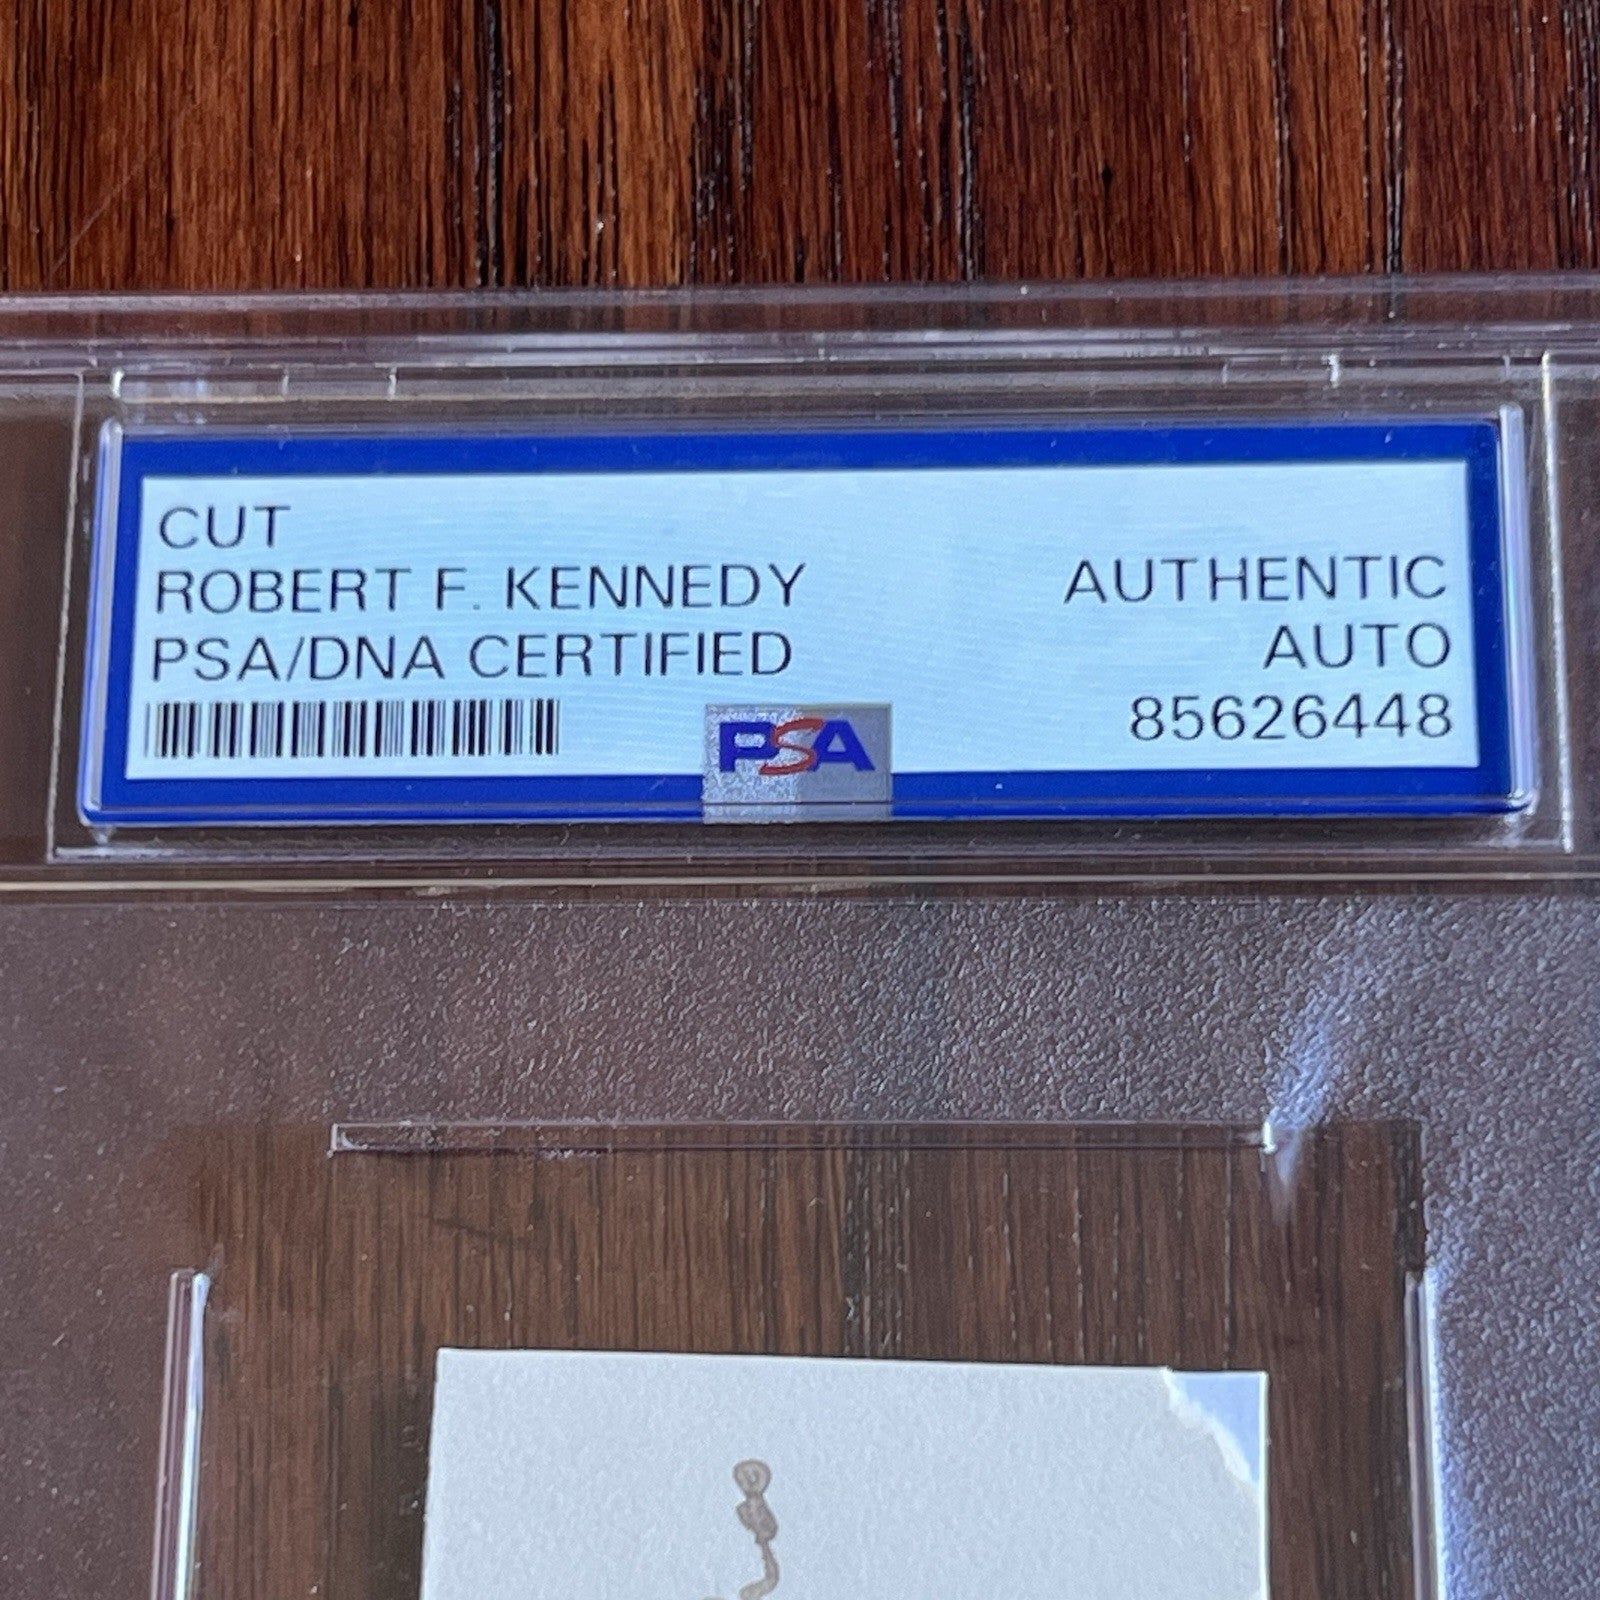 CUT
ROBERT F. KENNEDY
PSA/DNA CERTIFIED
AUTHENTIC
AUTO
85626448
PSA